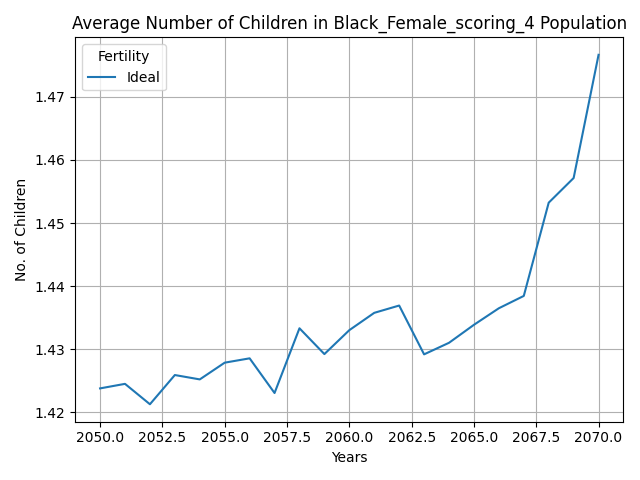 Average Number of Children in Black_Female_scoring_4 Population
Fertility
Ideal
No. of Children
1.47
1.46
1.45
1.44
1.43
1.42
2050.0 2052.5 2055.0 2057.5 2060.0 2062.5 2065.0 2067.5 2070.0
Years